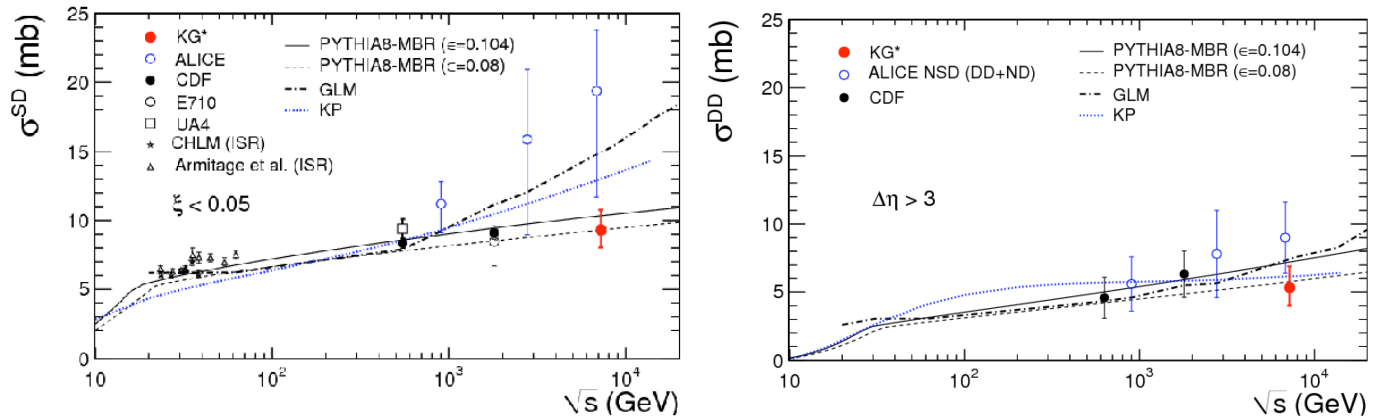 σSD (mb)
25
20
15
10
5
0
KG*
ALICE
CDF
E710
UA4
CHLM (ISR)
Armitage et al. (ISR)
PYTHIA8-MBR (ε=0.104)
PYTHIA8-MBR (ε=0.08)
GLM
KP
ξ < 0.05
10
10²
10³
10⁴
√s (GeV)
σDD (mb)
25
20
15
10
5
0
KG*
ALICE NSD (DD+ND)
CDF
PYTHIA8-MBR (ε=0.104)
PYTHIA8-MBR (ε=0.08)
GLM
KP
Δη > 3
10
10²
10³
10⁴
√s (GeV)